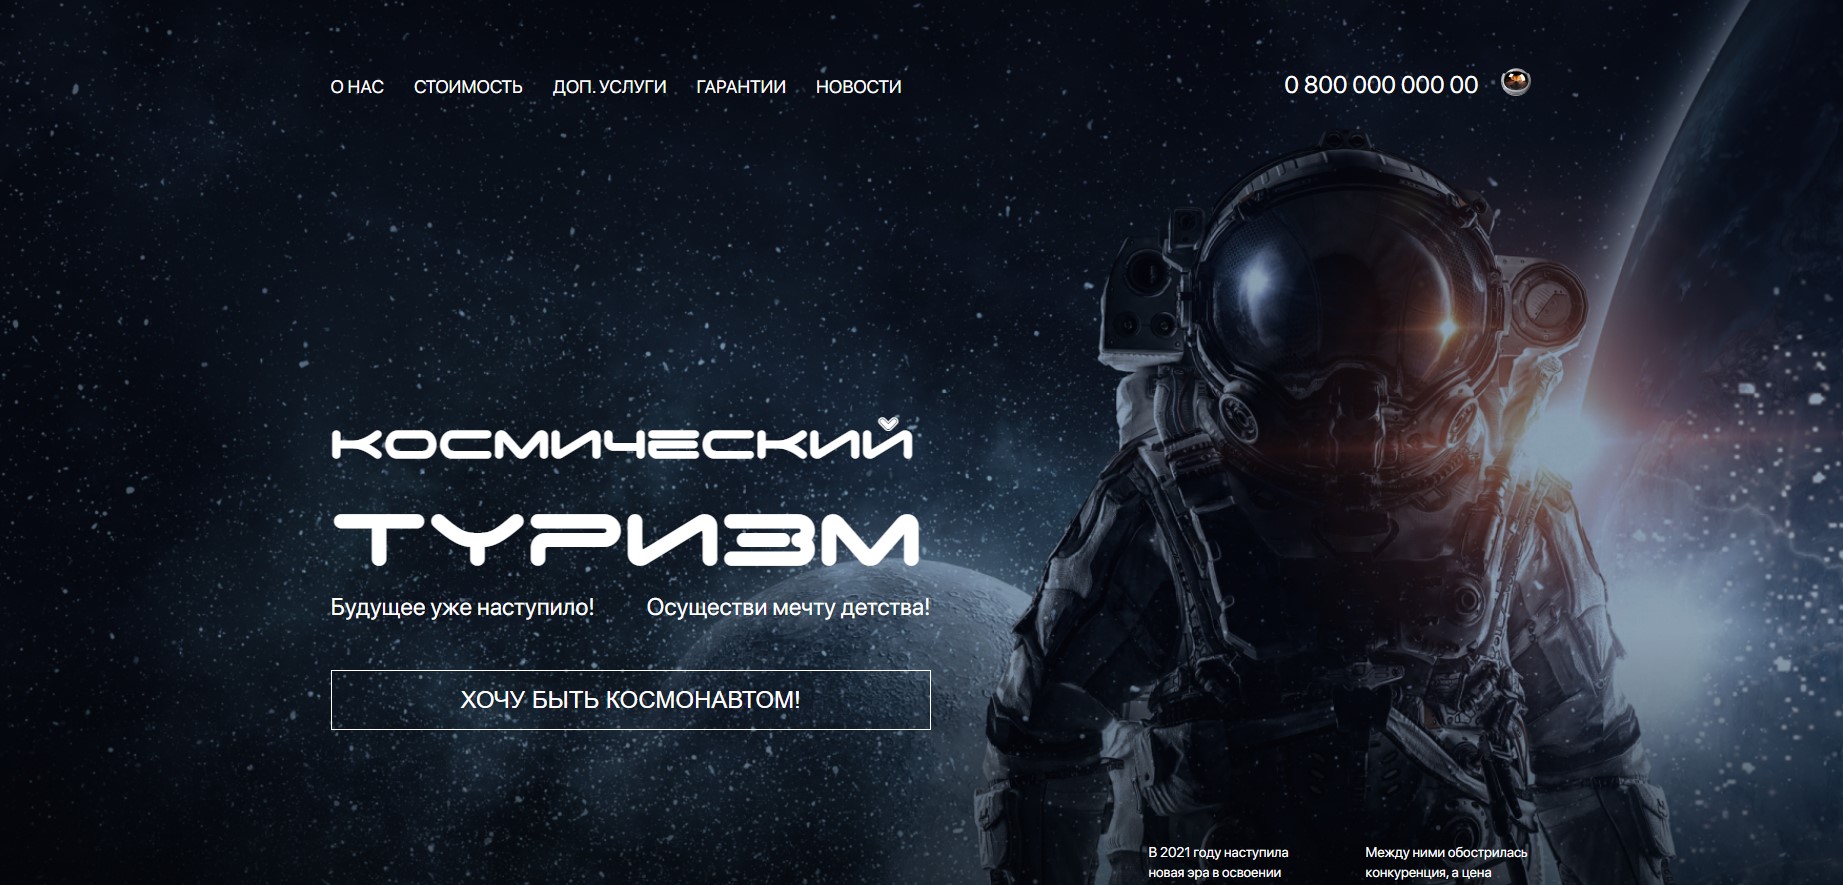 О НАС СТОИМОСТЬ ДОП. УСЛУГИ ГАРАНТИИ НОВОСТИ 0 800 000 000 00
КОСМИЧЕСКИЙ
ТУРИЗМ
Будущее уже наступило! Осуществи мечту детства!
ХОЧУ БЫТЬ КОСМОНАВТОМ!
В 2021 году наступила
новая эра в освоении
Между ними обострилась
конкуренция, а цена